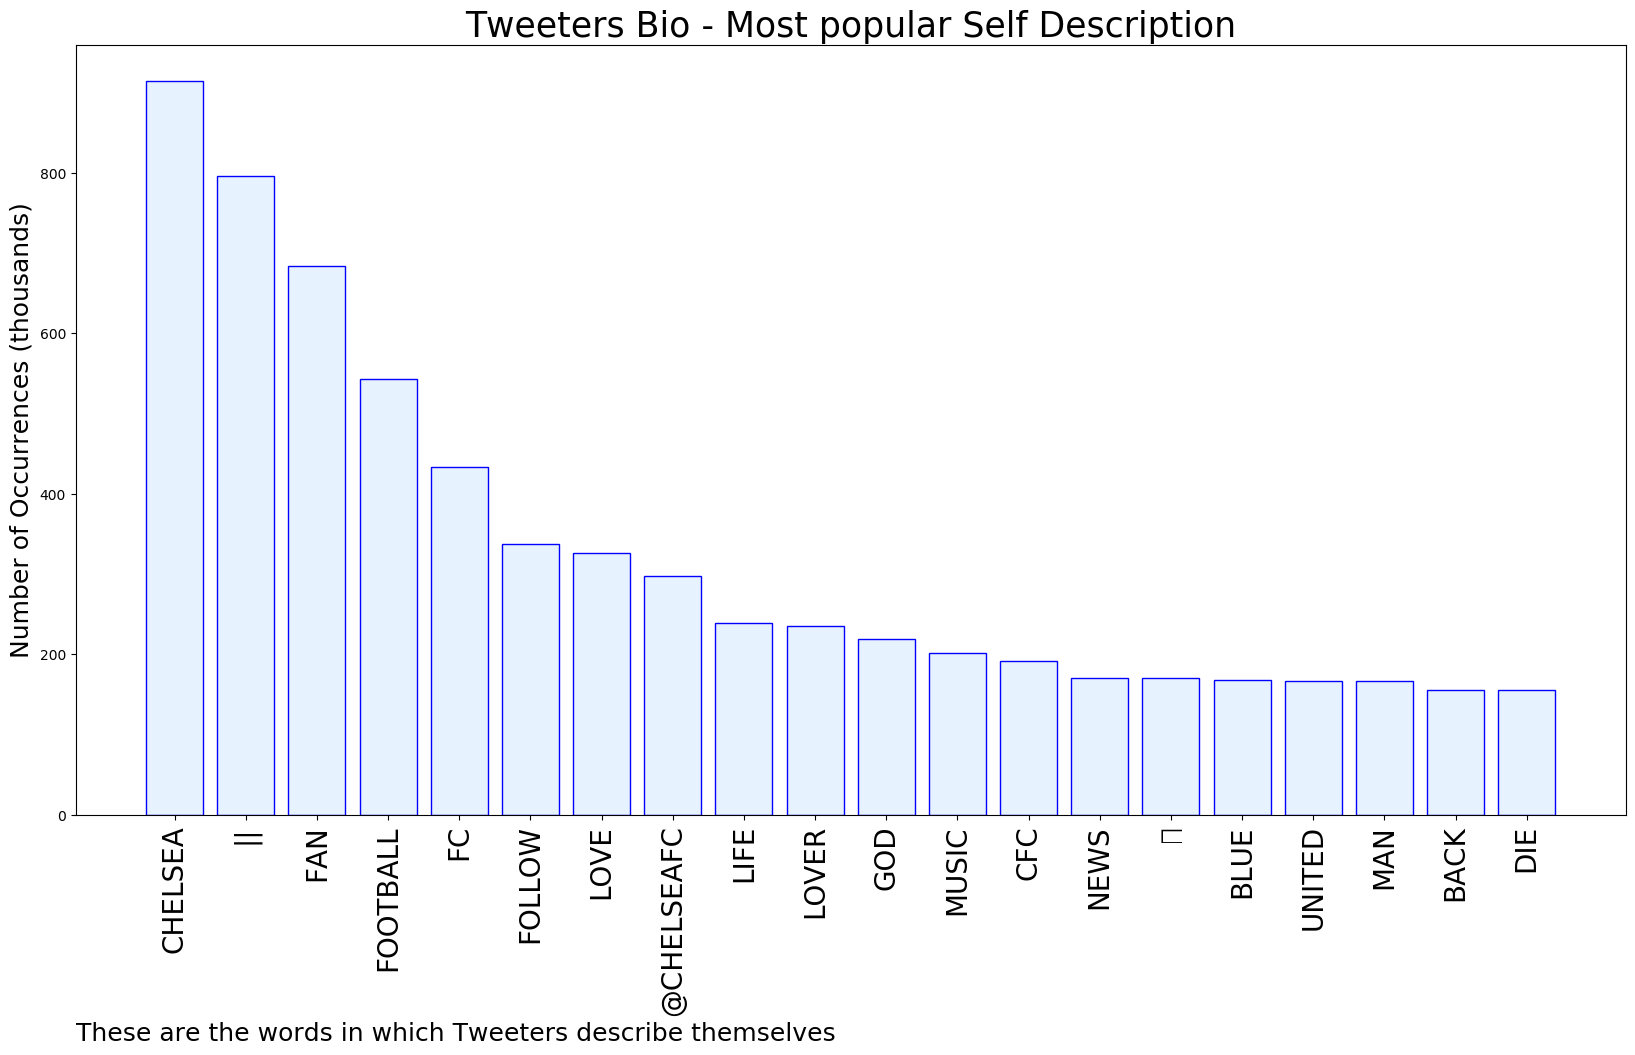 Tweeters Bio - Most popular Self Description
Number of Occurrences (thousands)
800
600
400
200
0
CHELSEA
||
FAN
FOOTBALL
FC
FOLLOW
LOVE
@CHELSEAFC
LIFE
LOVER
GOD
MUSIC
CFC
NEWS
BLUE
UNITED
MAN
BACK
DIE
These are the words in which Tweeters describe themselves